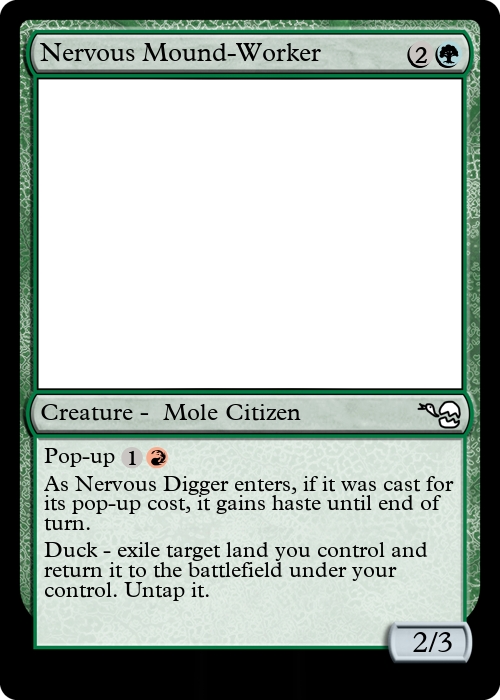 Nervous Mound-Worker 2
Creature - Mole Citizen
Pop-up 1
As Nervous Digger enters, if it was cast for
its pop-up cost, it gains haste until end of
turn.
Duck - exile target land you control and
return it to the battlefield under your
control. Untap it.
2/3